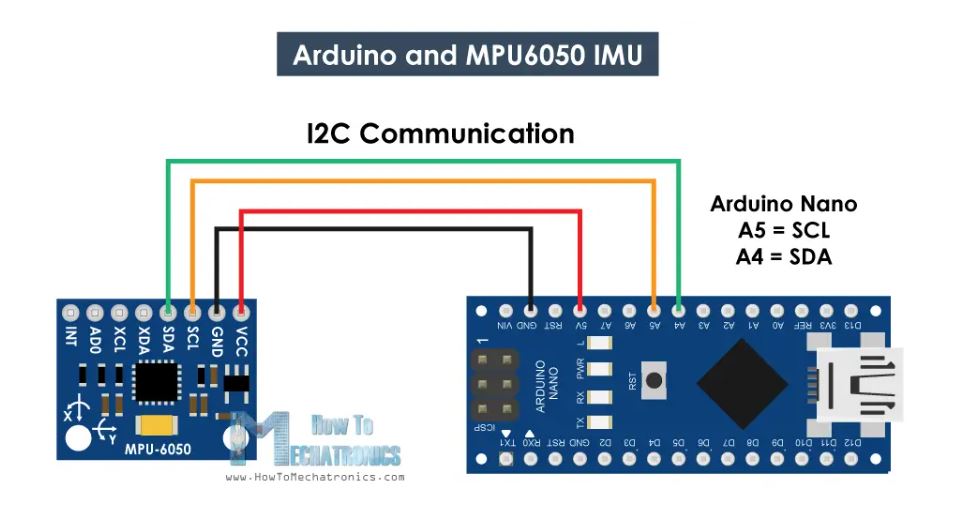 Arduino and MPU6050 IMU
I2C Communication
Arduino Nano
A5 = SCL
A4 = SDA
INT
AD0
XCL
XDA
SDA
SCL
GND
VCC
X
Y
MPU-6050
How To
MECHATRONICS
www.HowToMechatronics.com
VIN
GND
RST
5V
A7
A6
A5
A4
A3
A2
A1
A0
REF
3V3
D13
1
ICSP
ARDUINO
NANO
L
PWR
RX
TX
RST
TX1
RX0
RST
GND
D2
D3
D4
D5
D6
D7
D8
D9
D10
D11
D12